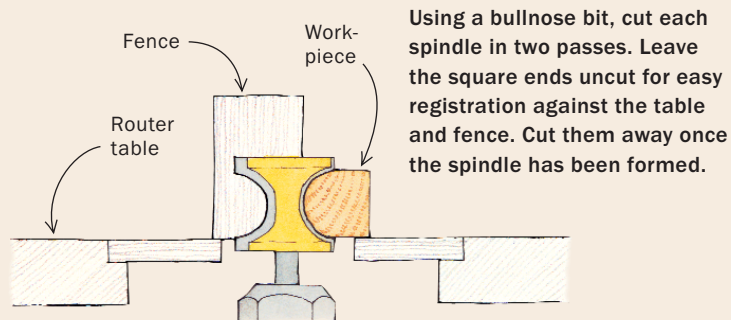 Fence
Work-
piece
Router
table
Using a bullnose bit, cut each
spindle in two passes. Leave
the square ends uncut for easy
registration against the table
and fence. Cut them away once
the spindle has been formed.